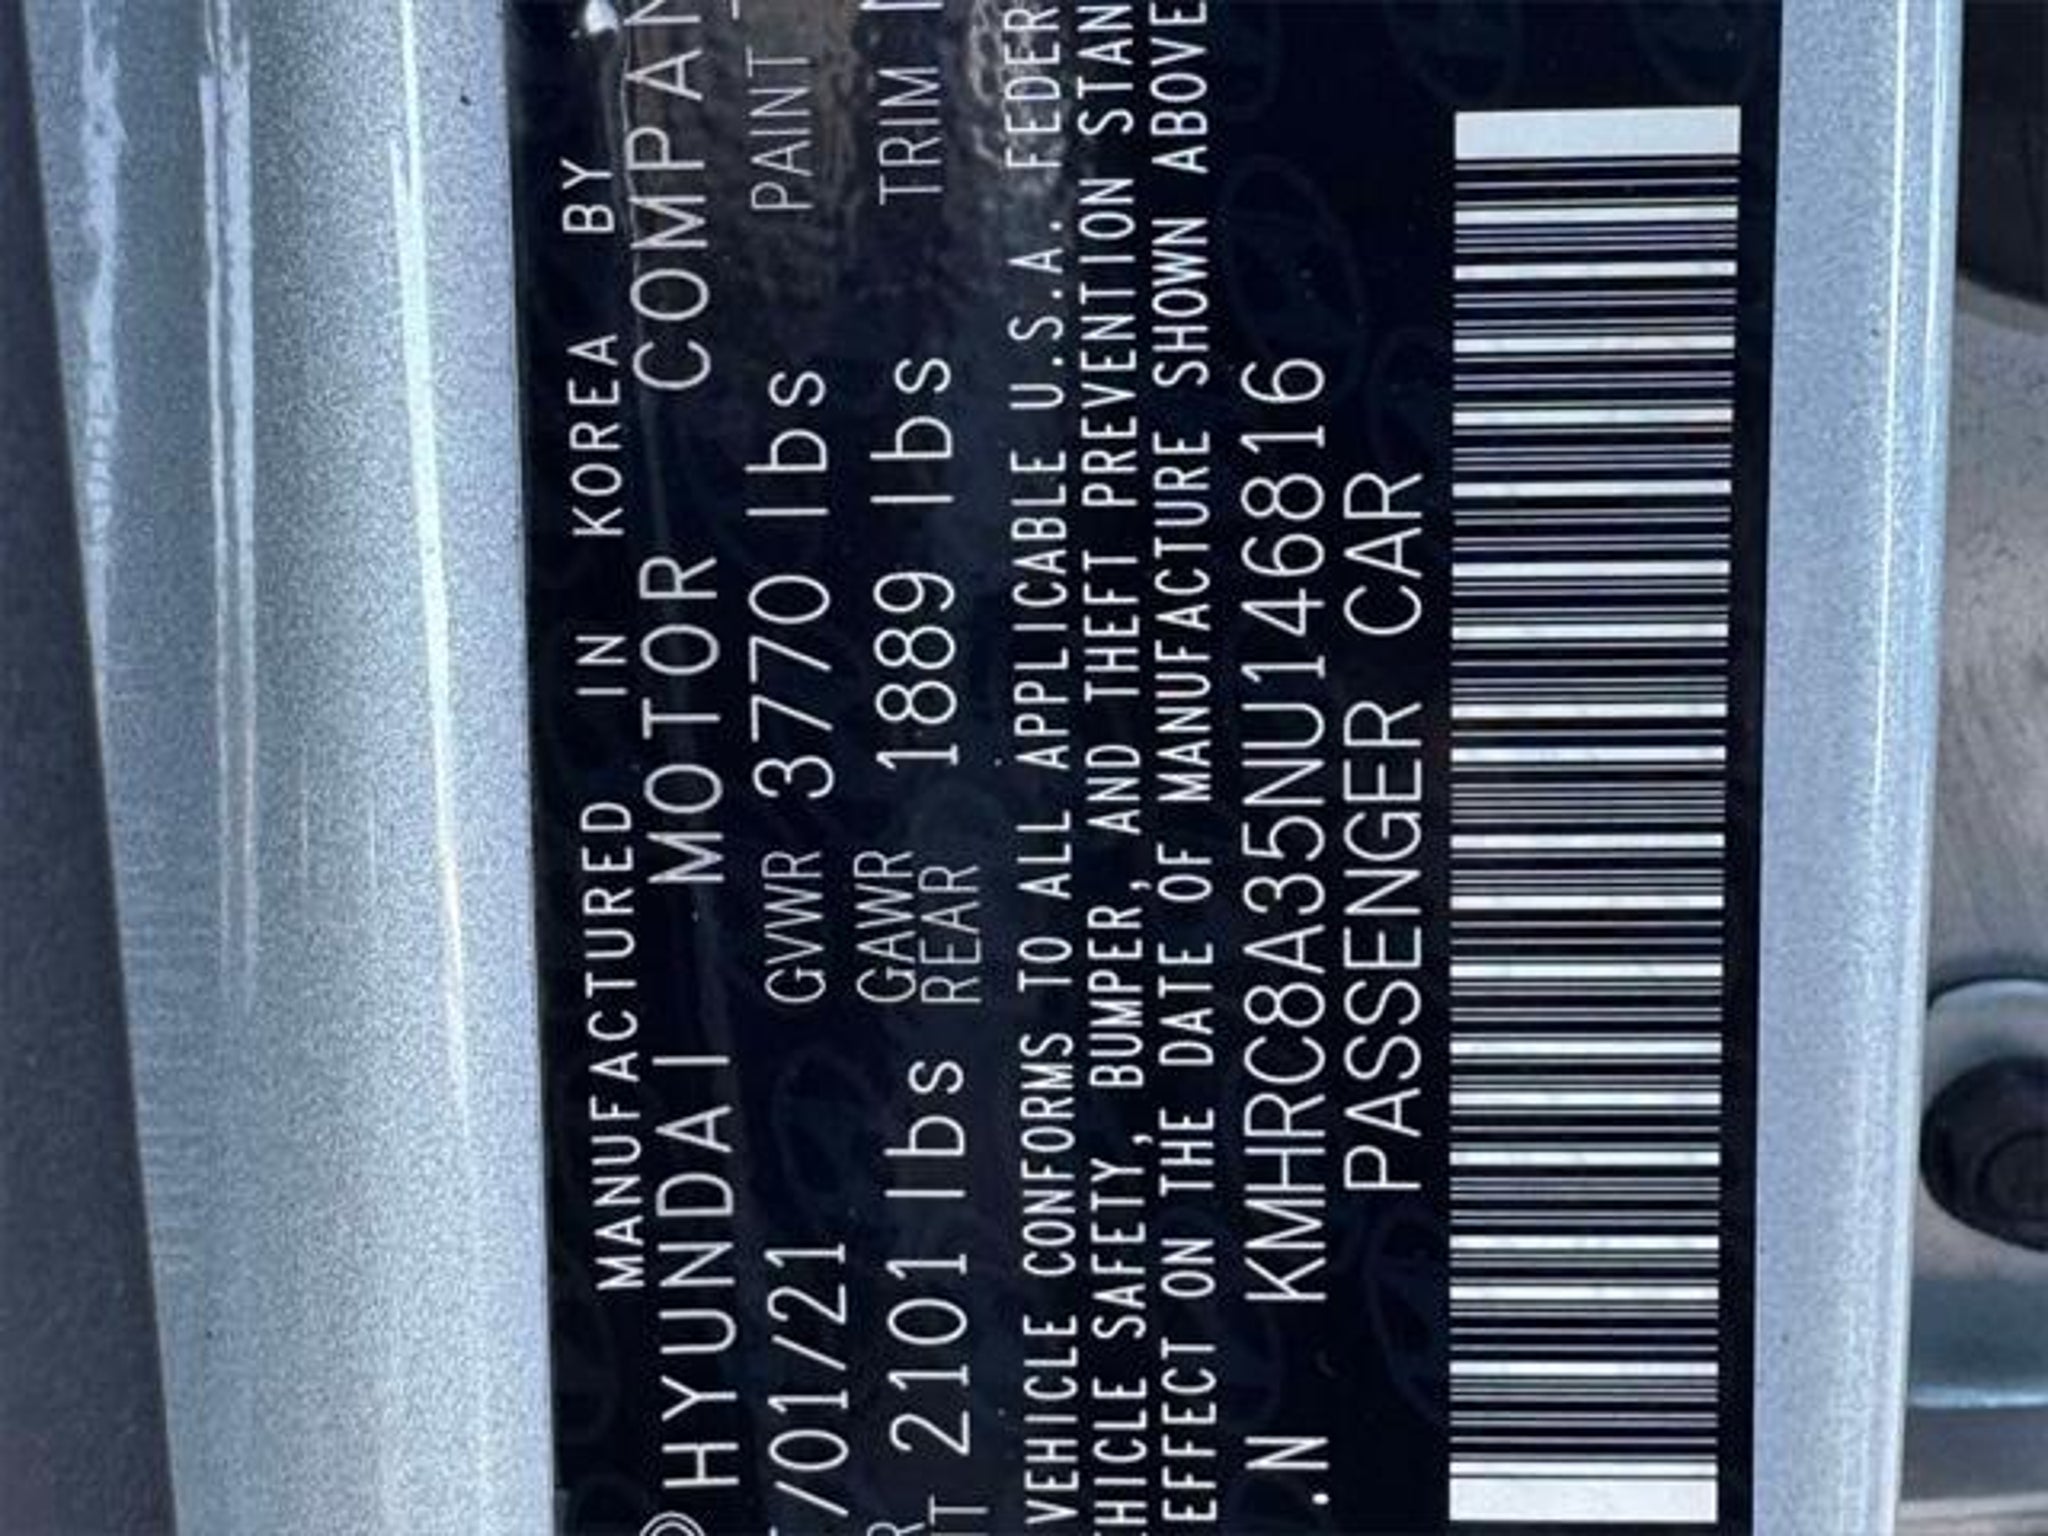 MANUFACTURED IN KOREA BY
HYUNDAI MOTOR COMPAN
/01/21 GVWR 3770 lbs PAINT
2101 lbs GAWR REAR 1889 lbs TRIM
VEHICLE CONFORMS TO ALL APPLICABLE U.S.A. FEDER
HICLE SAFETY, BUMPER, AND THEFT PREVENTION STAN
EFFECT ON THE DATE OF MANUFACTURE SHOWN ABOVE
.N KMHRC8A35NU146816
PASSENGER CAR